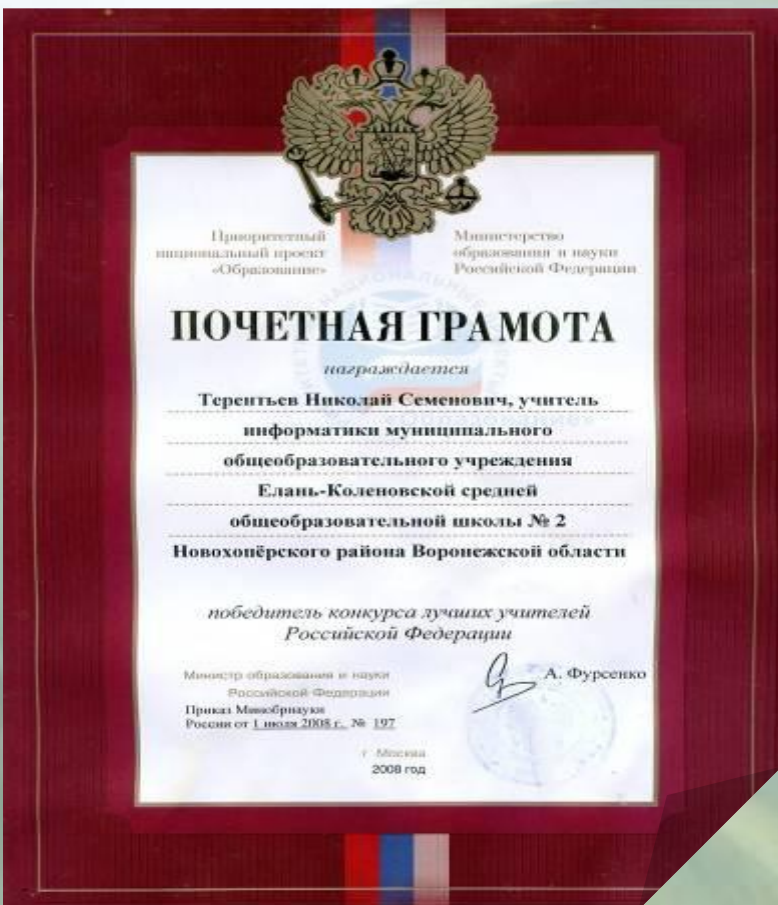 Приоритетный
национальный проект
«Образование»
Министерство
образования и науки
Российской Федерации
ПОЧЕТНАЯ ГРАМОТА
награждается
Терентьев Николай Семенович, учитель
информатики муниципального
общеобразовательного учреждения
Елань-Коленовской средней
общеобразовательной школы № 2
Новохопёрского района Воронежской области
победитель конкурса лучших учителей
Российской Федерации
Министр образования и науки
Российской Федерации
А. Фурсенко
Приказ Минобрнауки
России от 1 июля 2008 г. № 197
г. Москва
2008 год